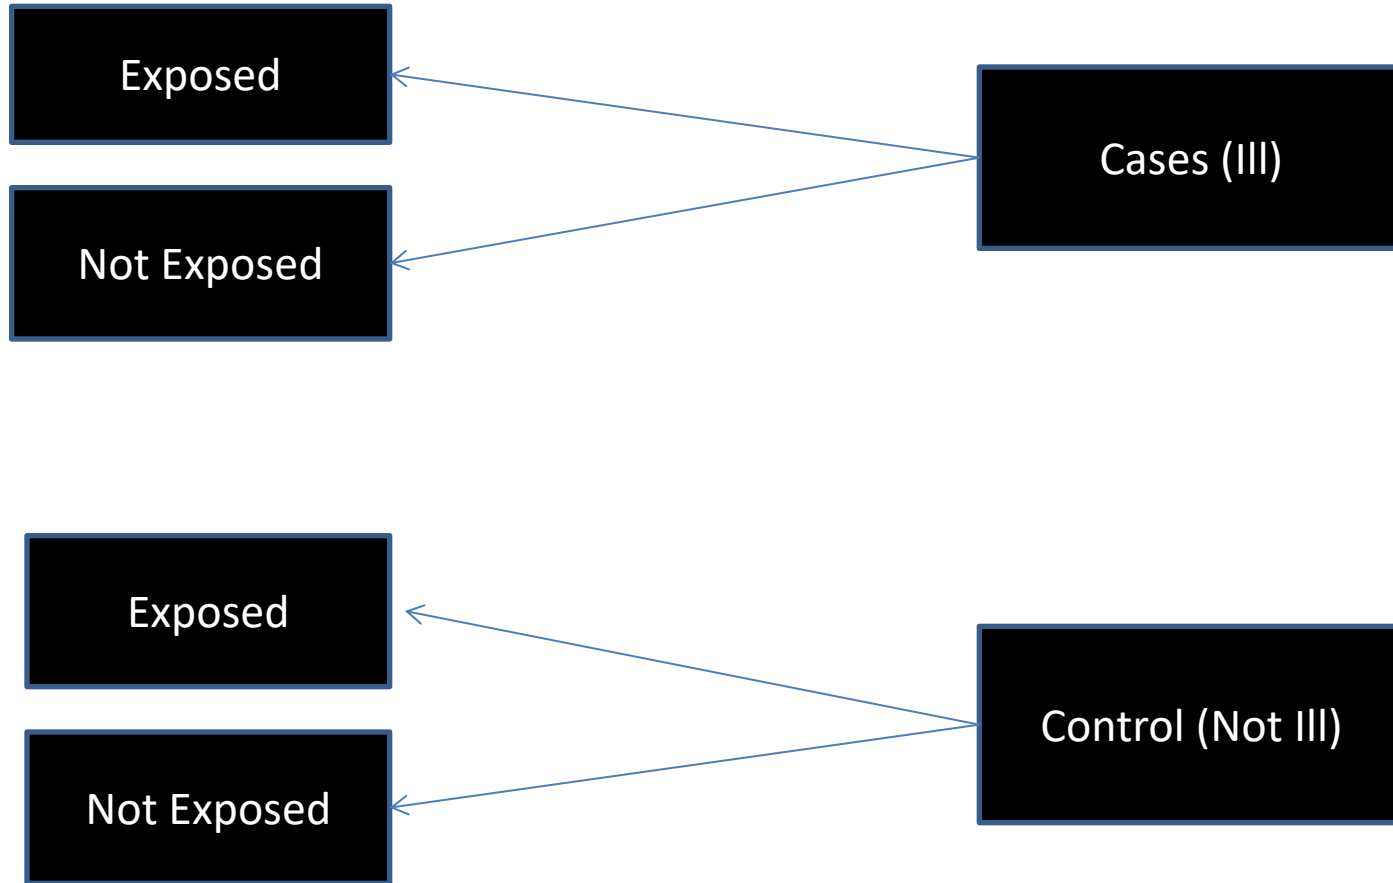 Exposed
Cases (Ill)
Not Exposed
Exposed
Control (Not Ill)
Not Exposed